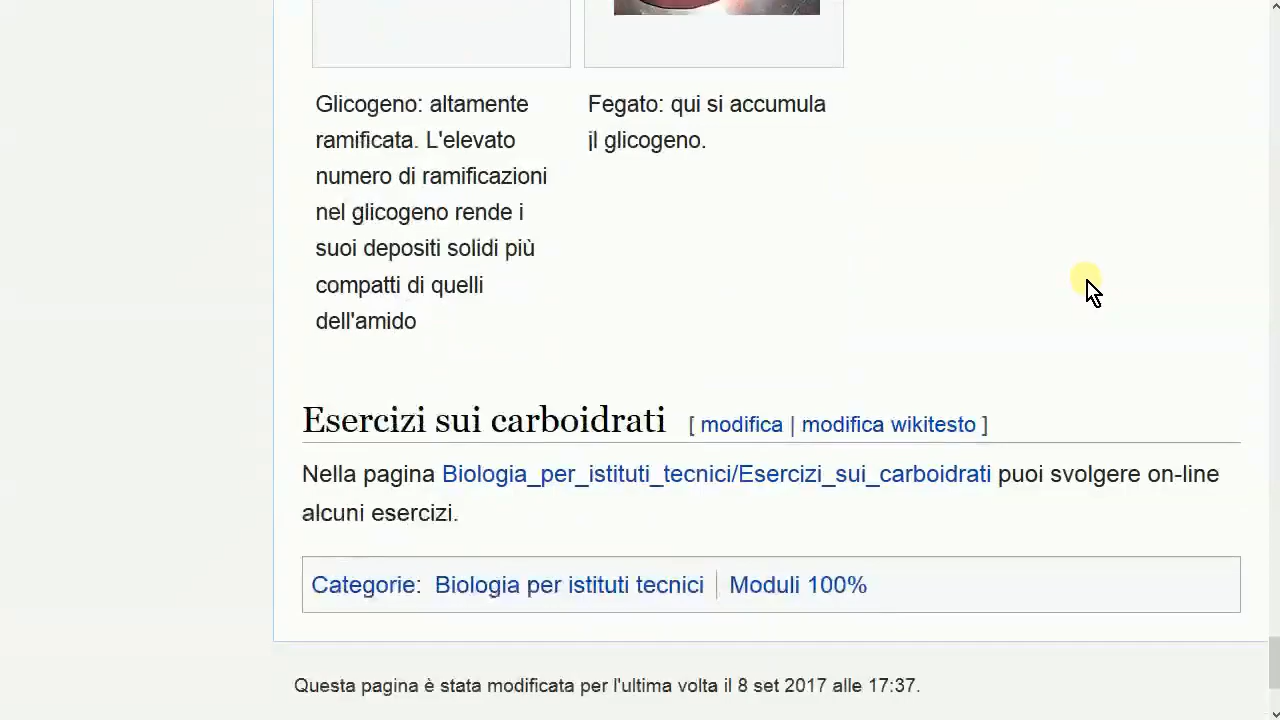 Glicogeno: altamente
ramificata. L'elevato
numero di ramificazioni
nel glicogeno rende i
suoi depositi solidi più
compatti di quelli
dell'amido
Fegato: qui si accumula
il glicogeno.
Esercizi sui carboidrati [ modifica | modifica wikitesto ]
Nella pagina Biologia_per_istituti_tecnici/Esercizi_sui_carboidrati puoi svolgere on-line
alcuni esercizi.
Categorie: Biologia per istituti tecnici | Moduli 100%
Questa pagina è stata modificata per l'ultima volta il 8 set 2017 alle 17:37.